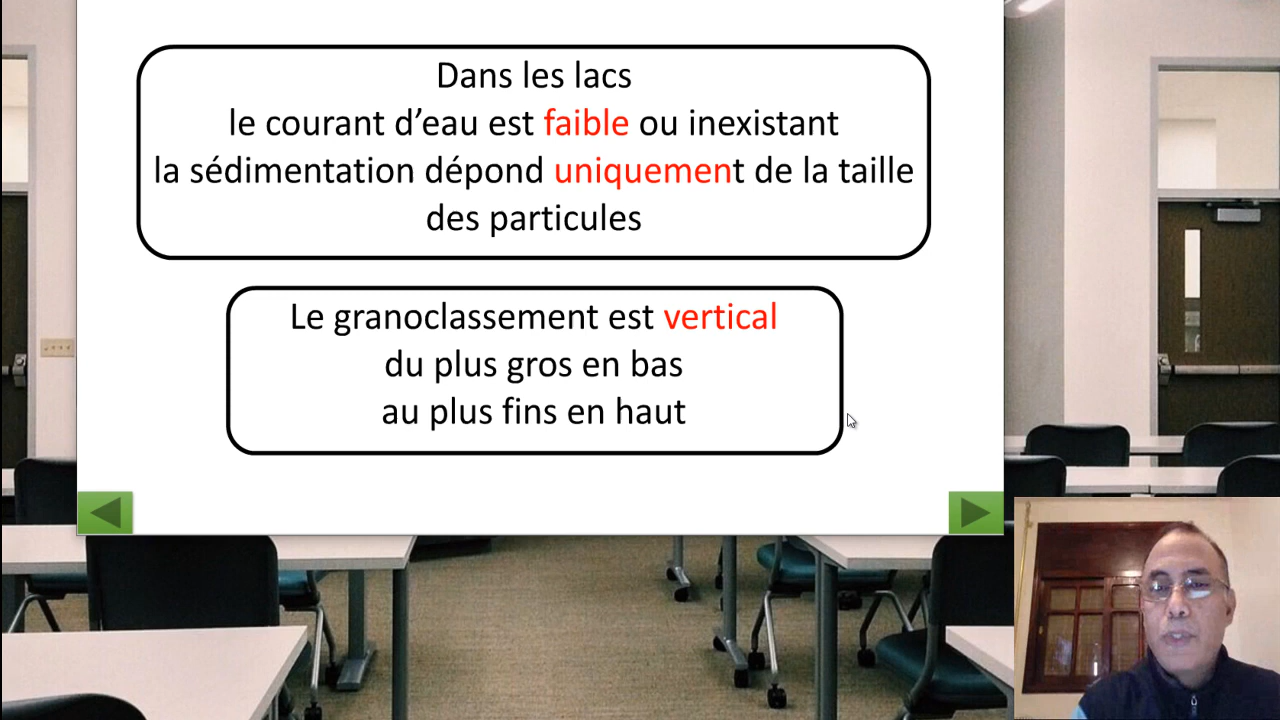 Dans les lacs
le courant d’eau est faible ou inexistant
la sédimentation dépond uniquement de la taille
des particules
Le granoclassement est vertical
du plus gros en bas
au plus fins en haut